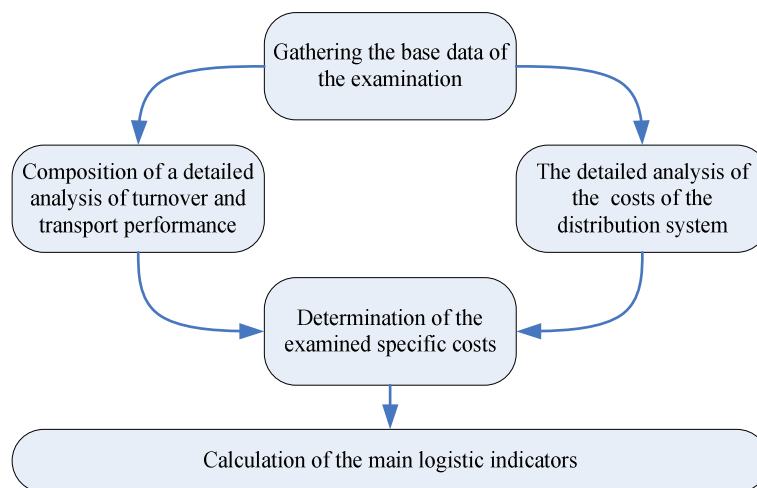 Gathering the base data of
the examination
Composition of a detailed
analysis of turnover and
transport performance
The detailed analysis of
the costs of the
distribution system
Determination of the
examined specific costs
Calculation of the main logistic indicators